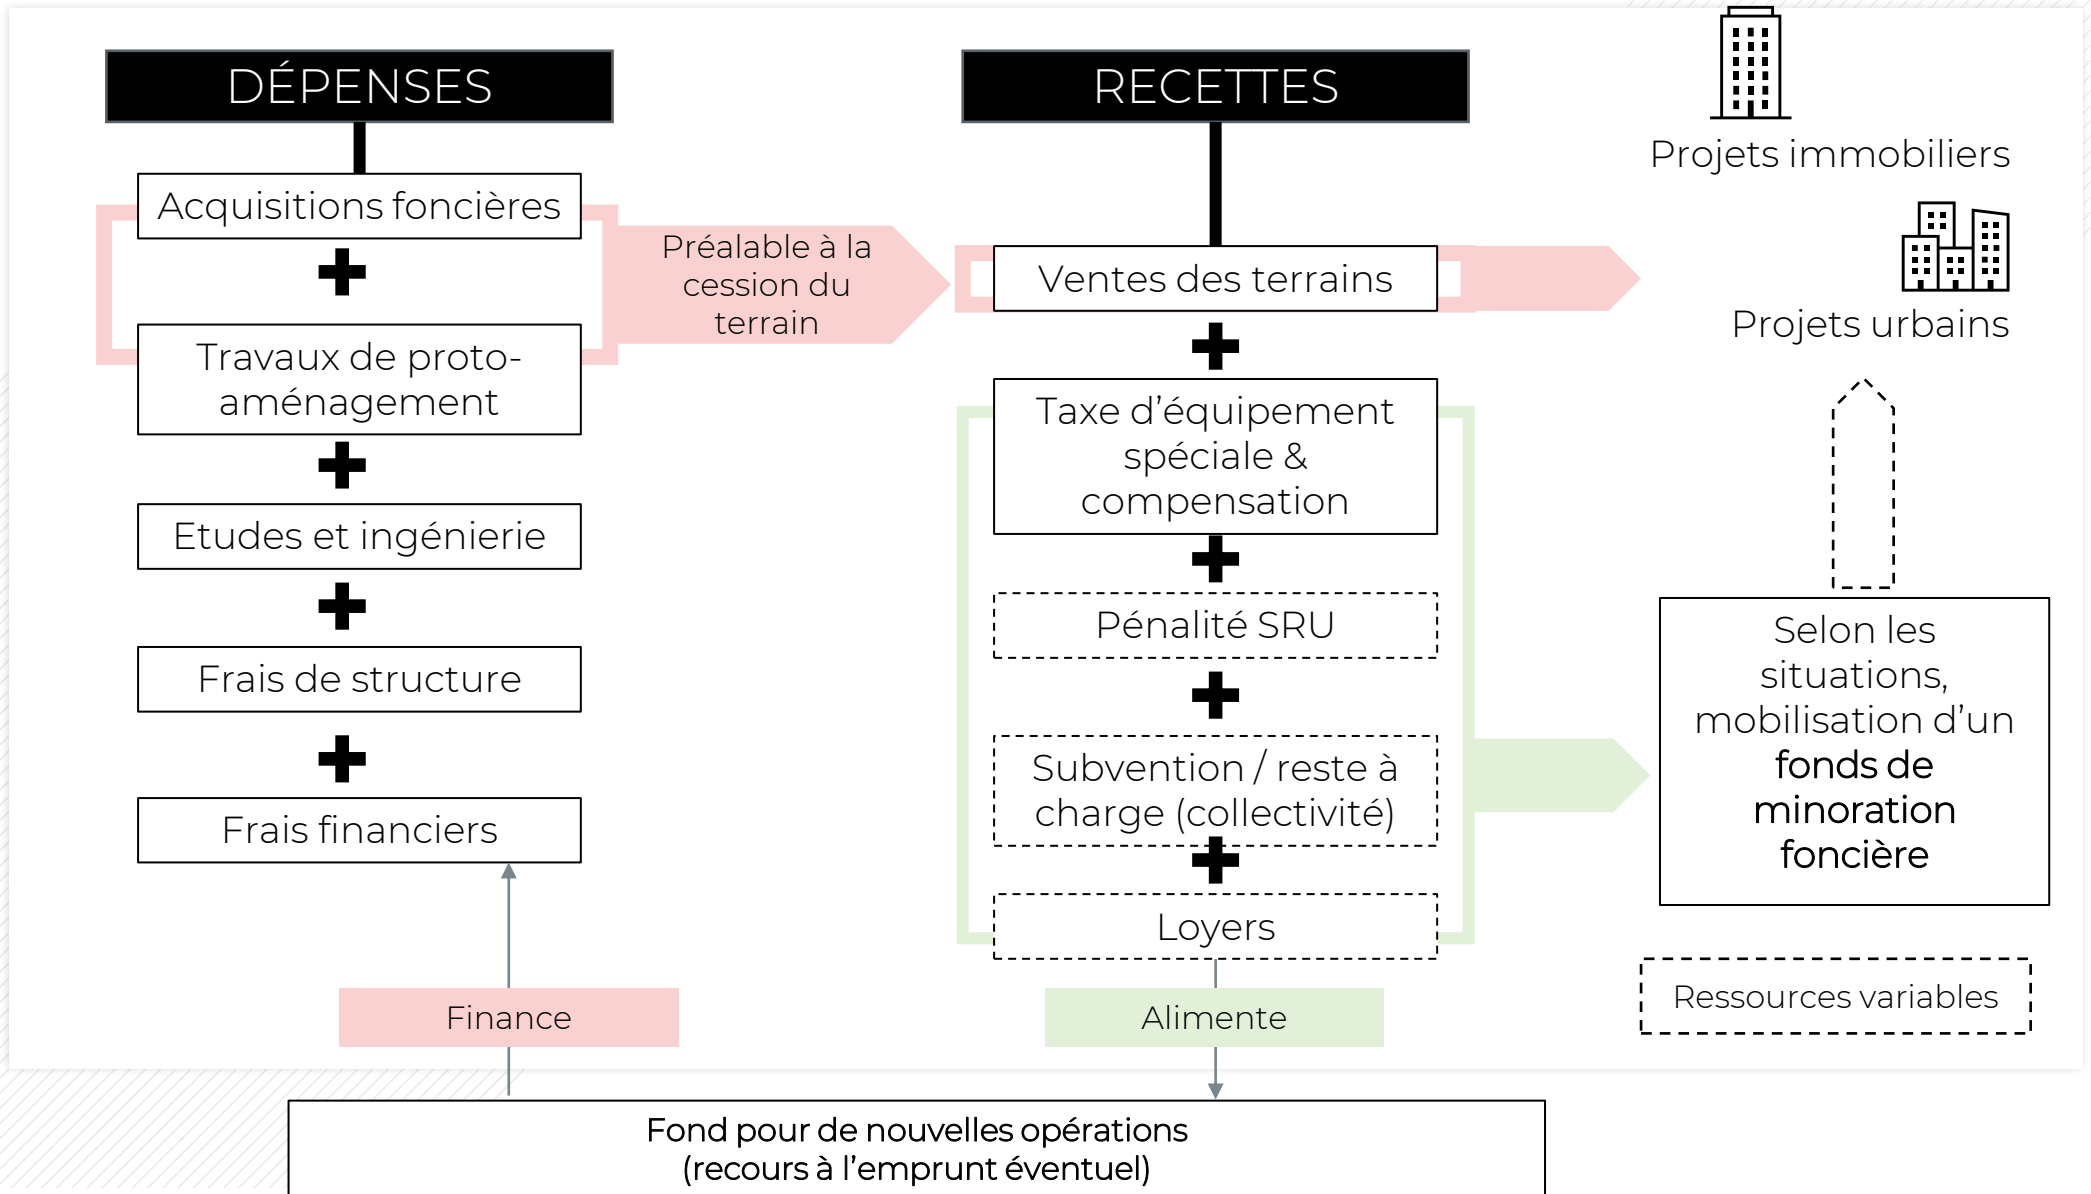 DÉPENSES
Acquisitions foncières
Travaux de proto-
aménagement
Etudes et ingénierie
Frais de structure
Frais financiers
Finance
Préalable à la
cession du
terrain
RECETTES
Ventes des terrains
Taxe d'équipement
spéciale &
compensation
Pénalité SRU
Subvention / reste à
charge (collectivité)
Loyers
Alimente
Projets immobiliers
Projets urbains
Selon les
situations,
mobilisation d'un
fonds de
minoration
foncière
Ressources variables
Fond pour de nouvelles opérations
(recours à l'emprunt éventuel)